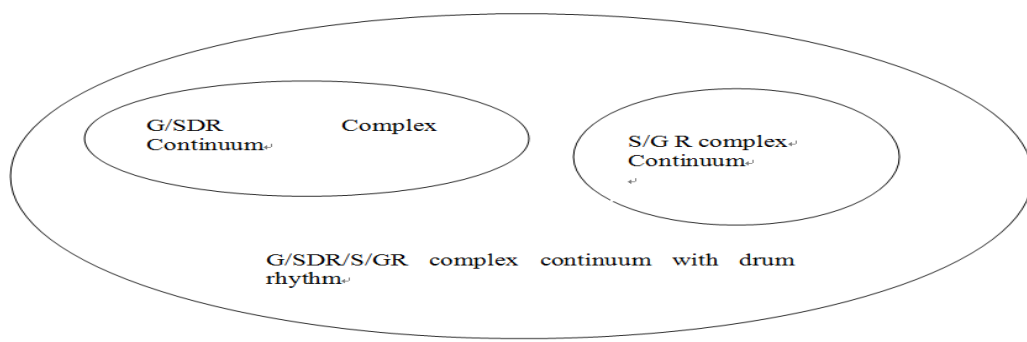 G/SDR Complex
Continuum↵
S/G R complex↵
Continuum↵
↵
G/SDR/S/GR complex continuum with drum
rhythm↵